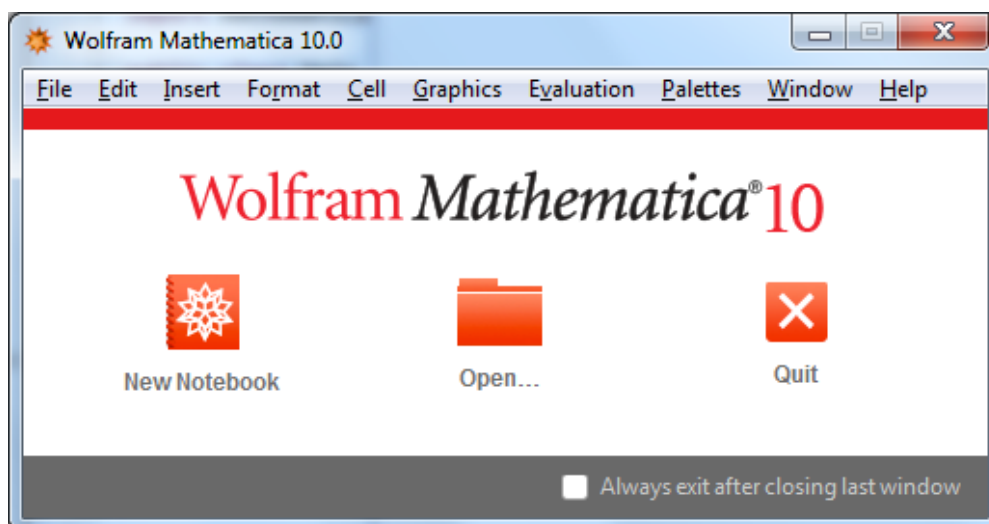 Wolfram Mathematica 10.0
File Edit Insert Format Cell Graphics Evaluation Palettes Window Help
Wolfram Mathematica®10
New Notebook Open... Quit
Always exit after closing last window